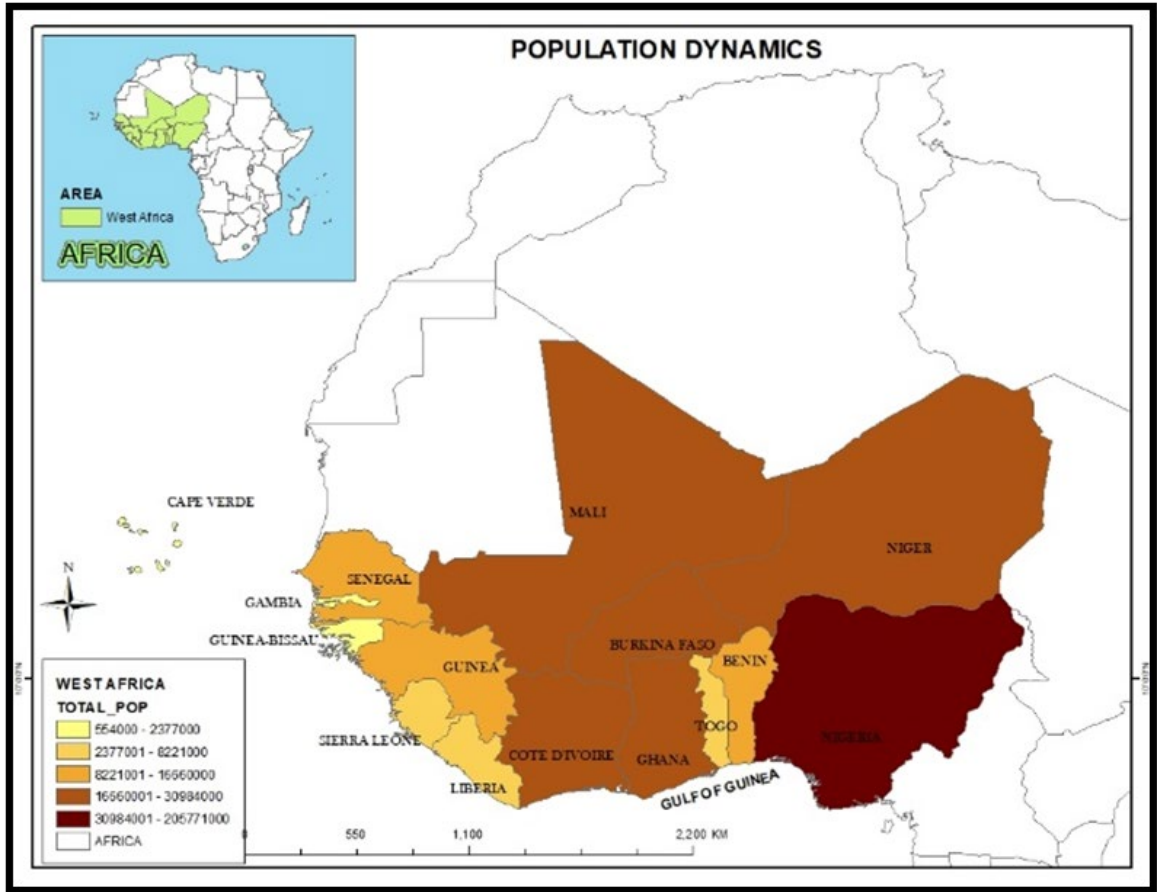 POPULATION DYNAMICS
AREA
West Africa
AFRICA
CAPE VERDE
MALI
NIGER
N
SENEGAL
GAMBIA
GUINEA-BISSAU
BURKINA FASO
BENIN
GUINEA
TOGO
SIERRA LEONE
COTE D'IVOIRE
GHANA
NIGERIA
LIBERIA
GULF OF GUINEA
WEST AFRICA
TOTAL_POP
554000 - 2377000
2377001 - 8221000
8221001 - 16660000
16660001 - 30984000
30984001 - 205771000
AFRICA
0 550 1,100 2,200 KM